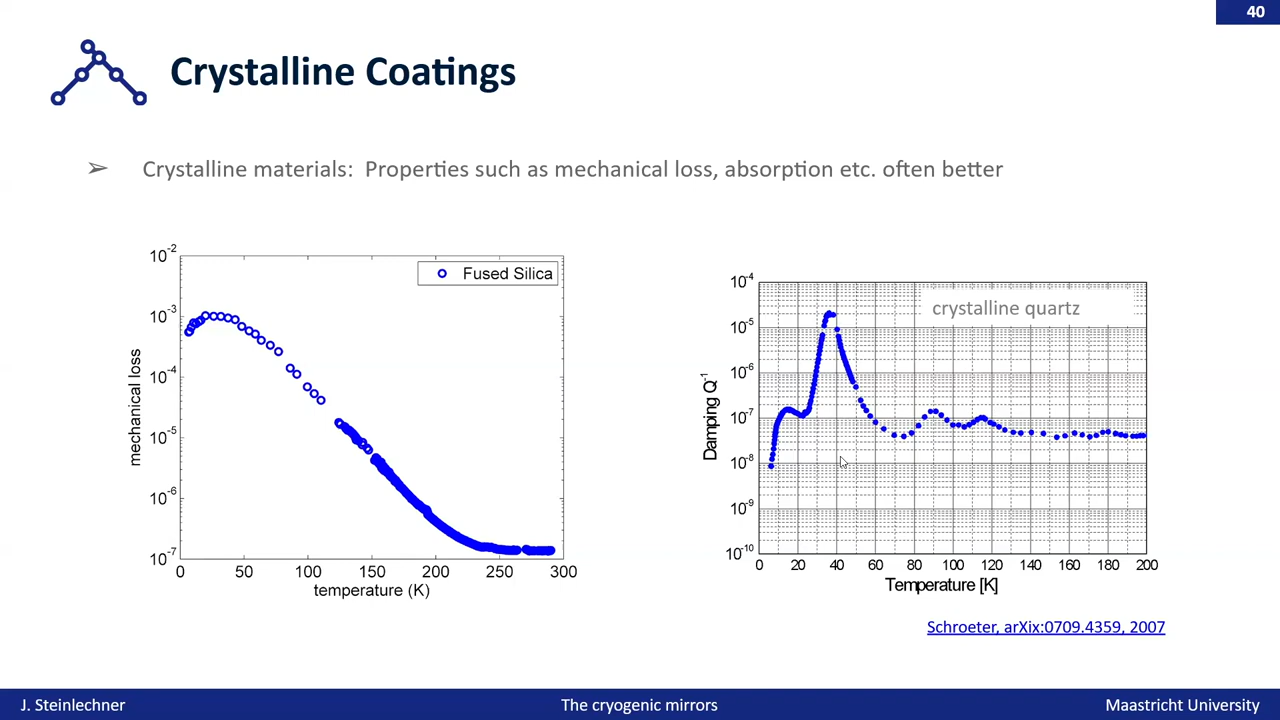 40
Crystalline Coatings
➢ Crystalline materials: Properties such as mechanical loss, absorption etc. often better
10^-2
10^-3
10^-4
10^-5
10^-6
10^-7
mechanical loss
Fused Silica
0 50 100 150 200 250 300
temperature (K)
10^-4
10^-5
10^-6
10^-7
10^-8
10^-9
10^-10
Damping Q^-1
crystalline quartz
0 20 40 60 80 100 120 140 160 180 200
Temperature [K]
Schroeter, arXix:0709.4359, 2007
J. Steinlechner
The cryogenic mirrors
Maastricht University